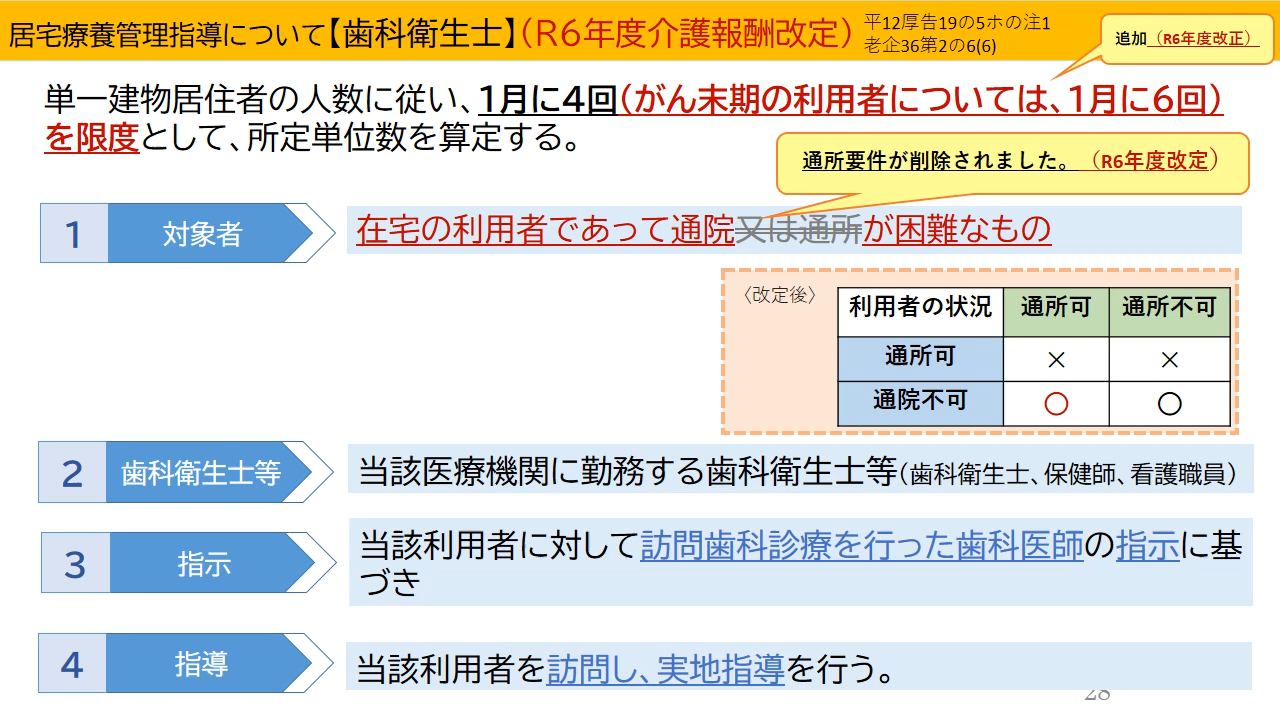 居宅療養管理指導について【歯科衛生士】（R６年度介護報酬改定）
平12厚告19の5ホの注1
老企36第2の6(6)
追加（R6年度改正）
単一建物居住者の人数に従い、１月に４回（がん末期の利用者については、１月に６回）
を限度として、所定単位数を算定する。
通所要件が削除されました。（R6年度改定）
1
対象者
在宅の利用者であって通院又は通所が困難なもの
〈改定後〉
利用者の状況 通所可 通所不可
通所可 × ×
通院不可 〇 〇
2
歯科衛生士等
当該医療機関に勤務する歯科衛生士等（歯科衛生士、保健師、看護職員）
3
指示
当該利用者に対して訪問歯科診療を行った歯科医師の指示に基
づき
4
指導
当該利用者を訪問し、実地指導を行う。
28